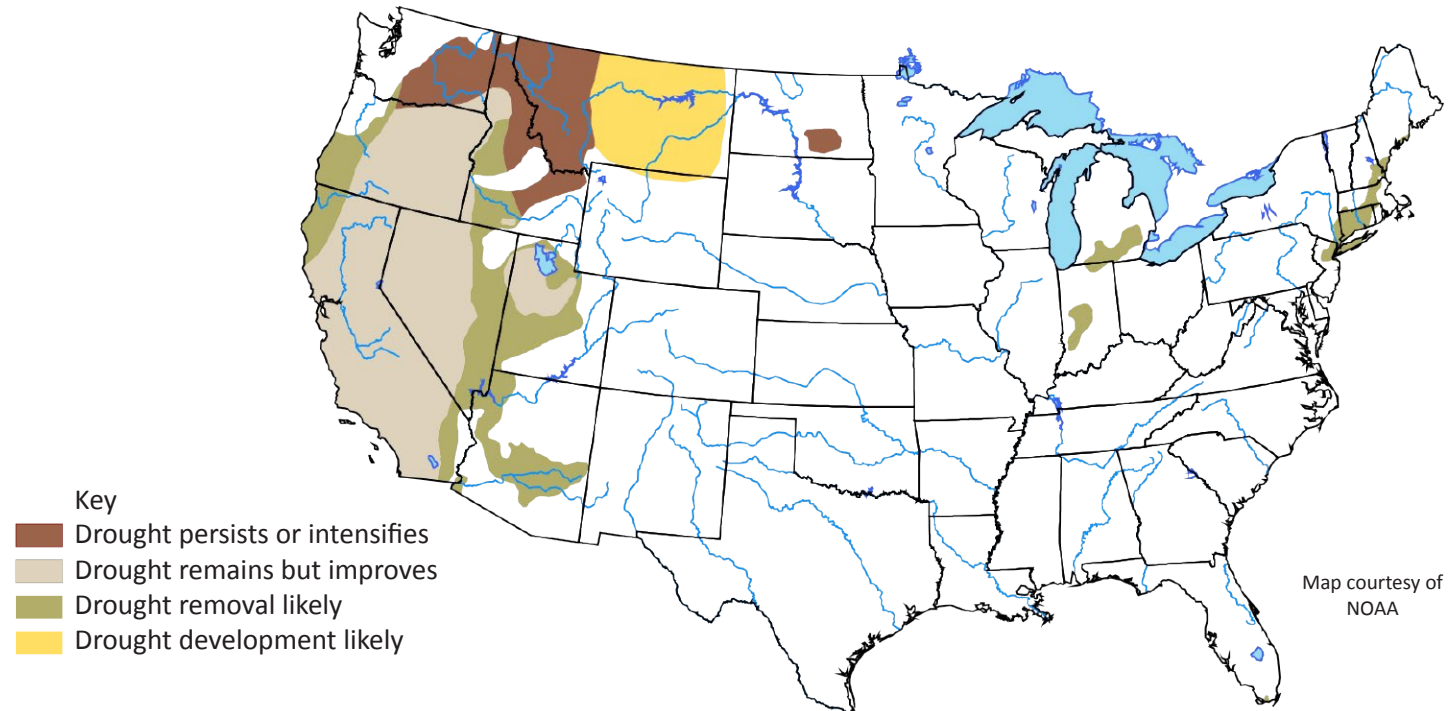 Key
Drought persists or intensifies
Drought remains but improves
Drought removal likely
Drought development likely
Map courtesy of
NOAA